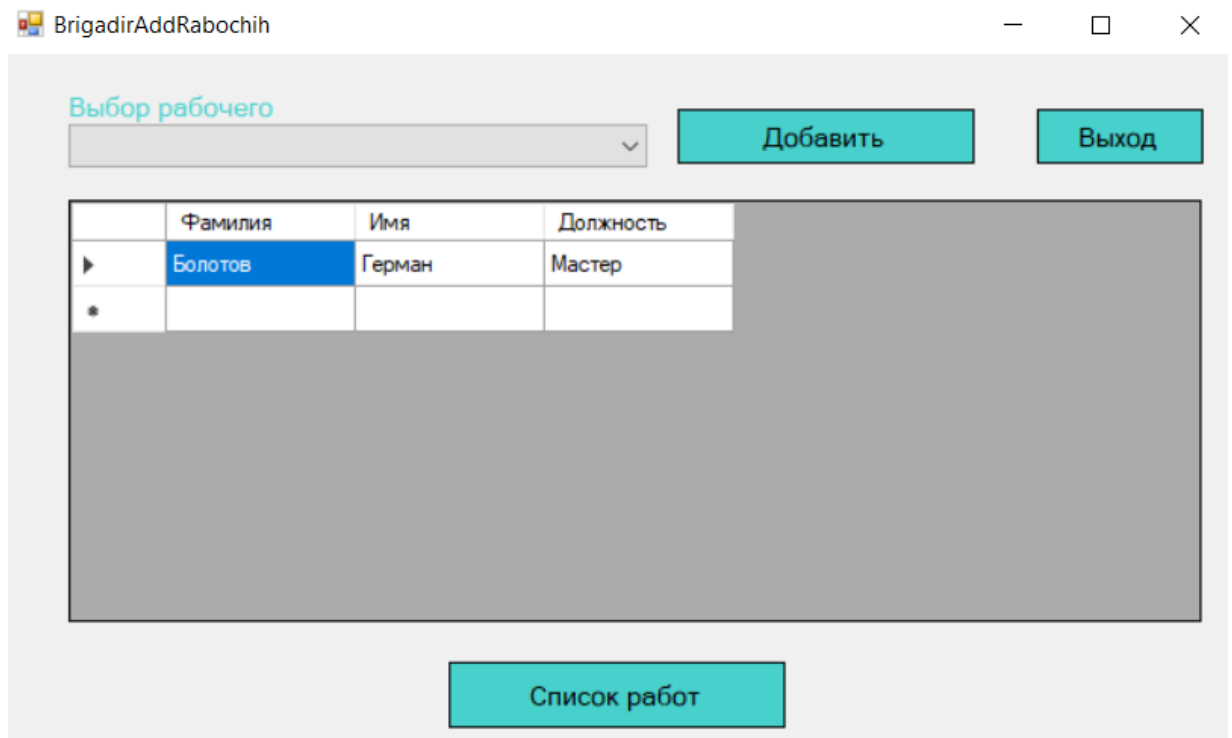 BrigadirAddRabochih
Выбор рабочего
Добавить
Выход
Фамилия Имя Должность
Болотов Герман Мастер
Список работ